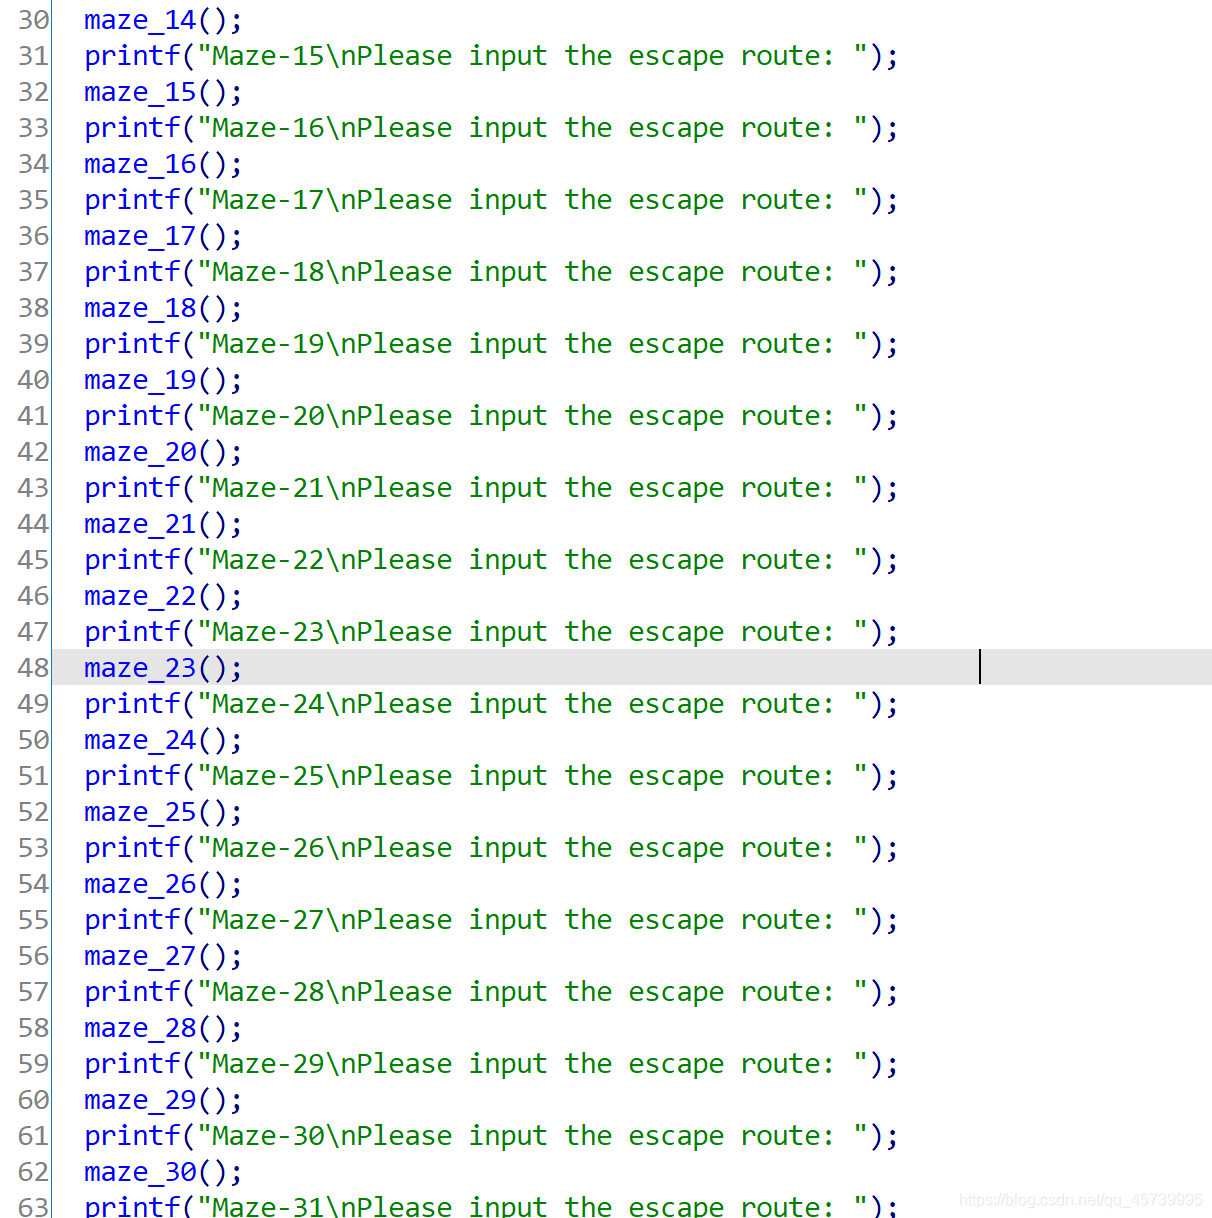 30 maze_14();
31 printf("Maze-15\nPlease input the escape route: ");
32 maze_15();
33 printf("Maze-16\nPlease input the escape route: ");
34 maze_16();
35 printf("Maze-17\nPlease input the escape route: ");
36 maze_17();
37 printf("Maze-18\nPlease input the escape route: ");
38 maze_18();
39 printf("Maze-19\nPlease input the escape route: ");
40 maze_19();
41 printf("Maze-20\nPlease input the escape route: ");
42 maze_20();
43 printf("Maze-21\nPlease input the escape route: ");
44 maze_21();
45 printf("Maze-22\nPlease input the escape route: ");
46 maze_22();
47 printf("Maze-23\nPlease input the escape route: ");
48 maze_23();
49 printf("Maze-24\nPlease input the escape route: ");
50 maze_24();
51 printf("Maze-25\nPlease input the escape route: ");
52 maze_25();
53 printf("Maze-26\nPlease input the escape route: ");
54 maze_26();
55 printf("Maze-27\nPlease input the escape route: ");
56 maze_27();
57 printf("Maze-28\nPlease input the escape route: ");
58 maze_28();
59 printf("Maze-29\nPlease input the escape route: ");
60 maze_29();
61 printf("Maze-30\nPlease input the escape route: ");
62 maze_30();
63 printf("Maze-31\nPlease input the escape route: ");
https://blog.csdn.net/qq_45739995